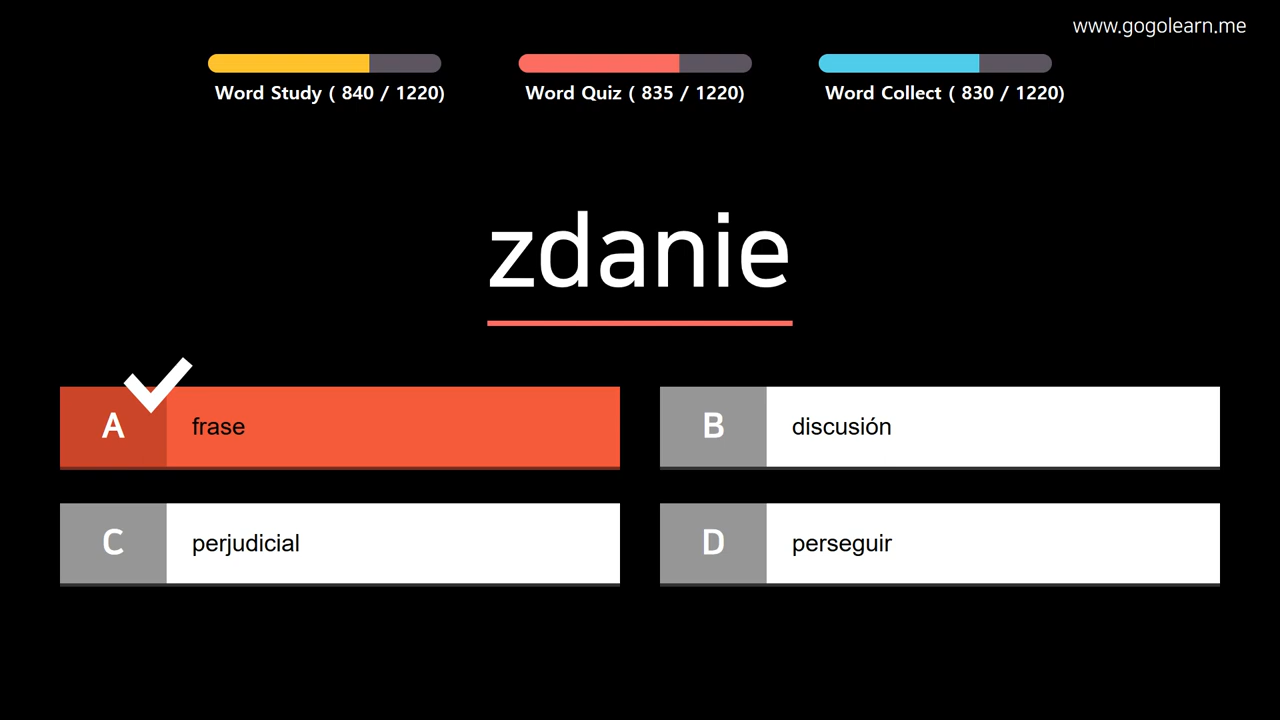 www.gogolearn.me
Word Study ( 840 / 1220)
Word Quiz ( 835 / 1220)
Word Collect ( 830 / 1220)
zdanie
A
frase
B
discusión
C
perjudicial
D
perseguir